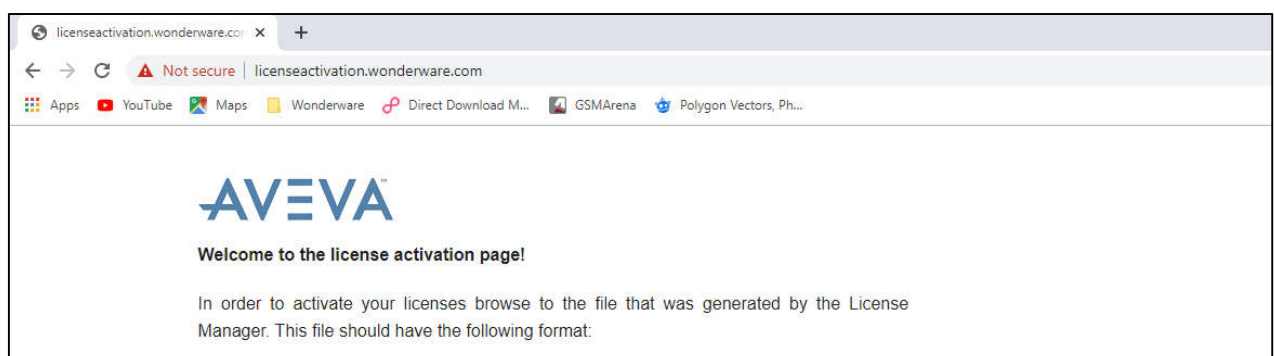 licenseactivation.wonderware.cor
Not secure | licenseactivation.wonderware.com
Apps YouTube Maps Wonderware Direct Download M... GSMArena Polygon Vectors, Ph...
AVEVA™
Welcome to the license activation page!
In order to activate your licenses browse to the file that was generated by the License
Manager. This file should have the following format: